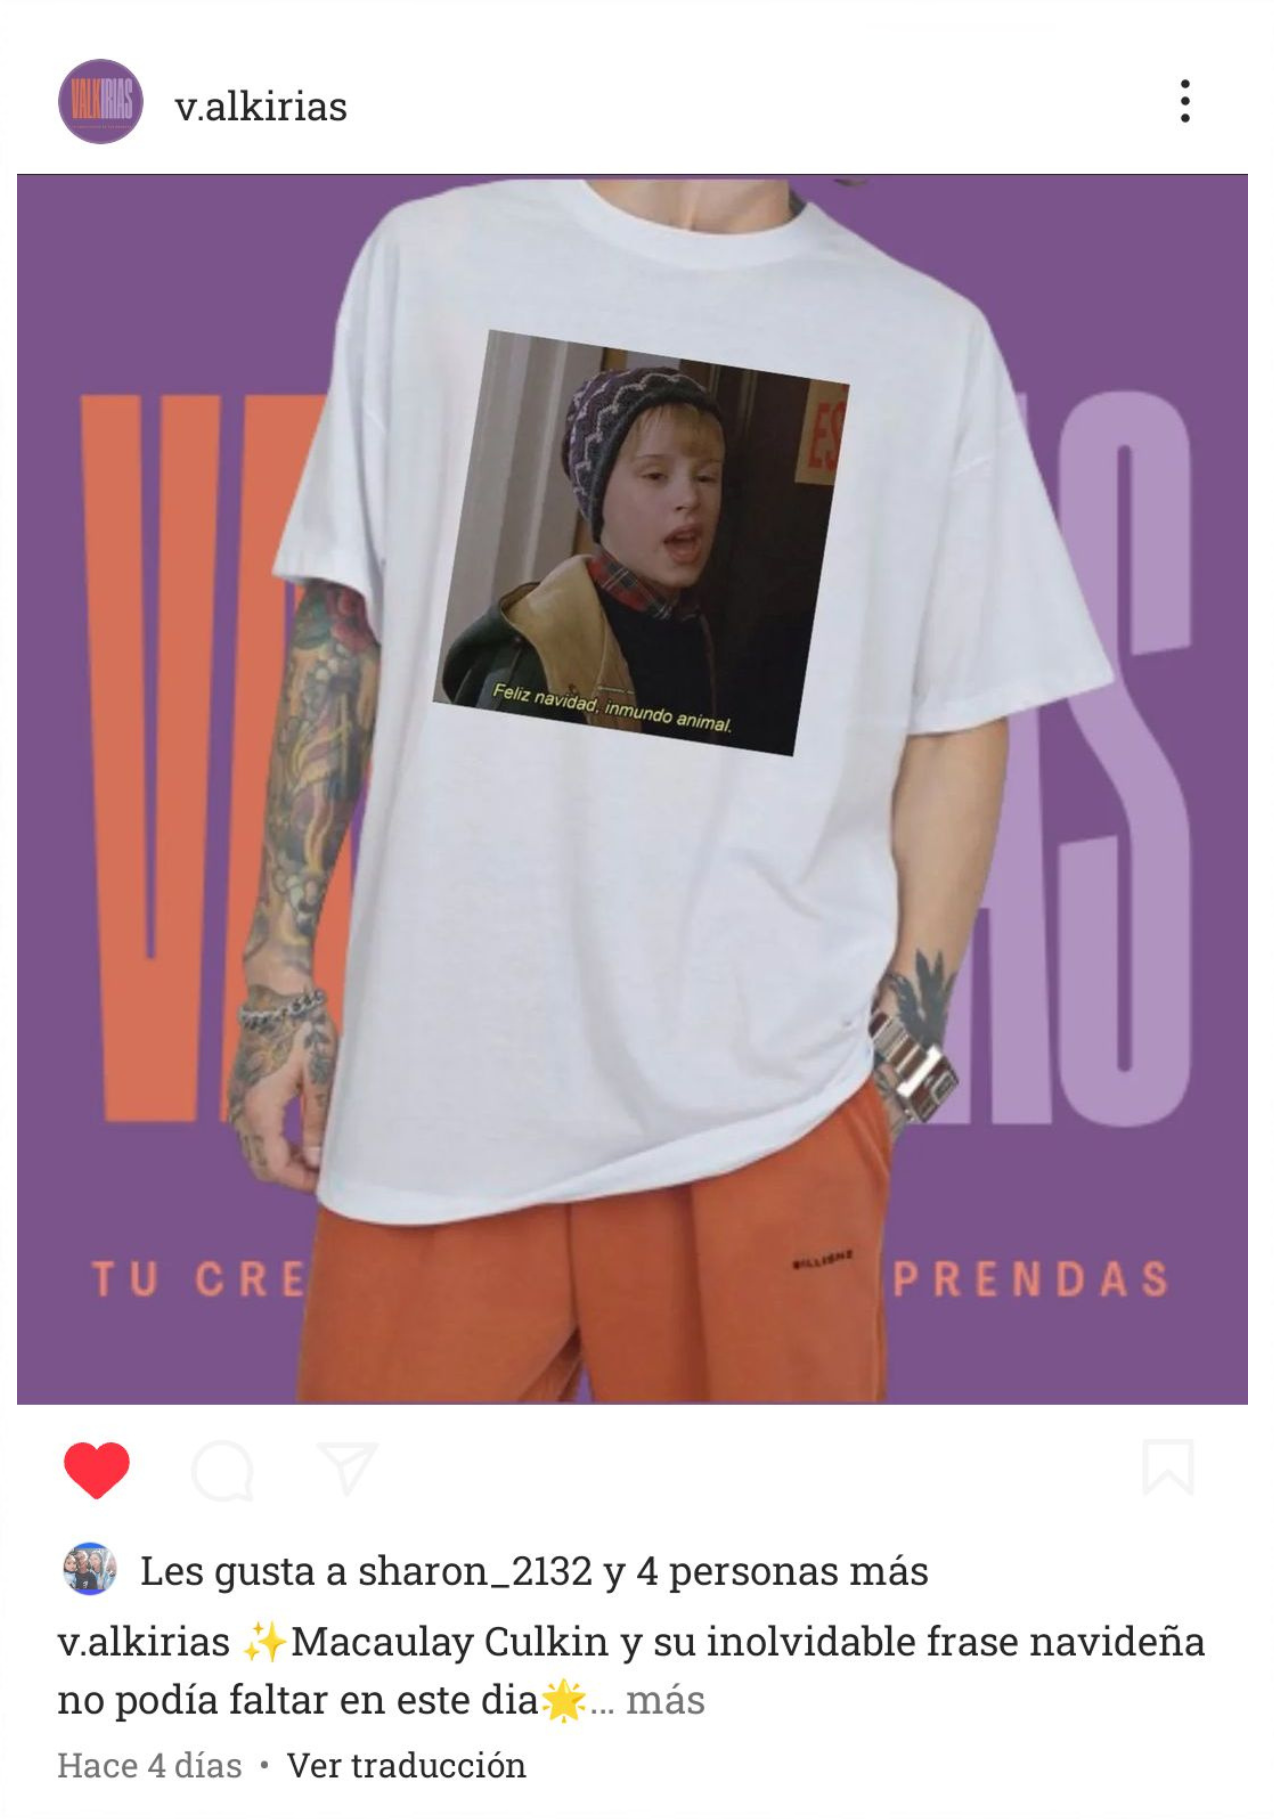 VALKIRIAS
v.alkirias
ES
Feliz navidad, inmundo animal.
TU CRE PRENDAS
Les gusta a sharon_2132 y 4 personas más
v.alkirias ✨Macaulay Culkin y su inolvidable frase navideña
no podía faltar en este dia🌟... más
Hace 4 días • Ver traducción